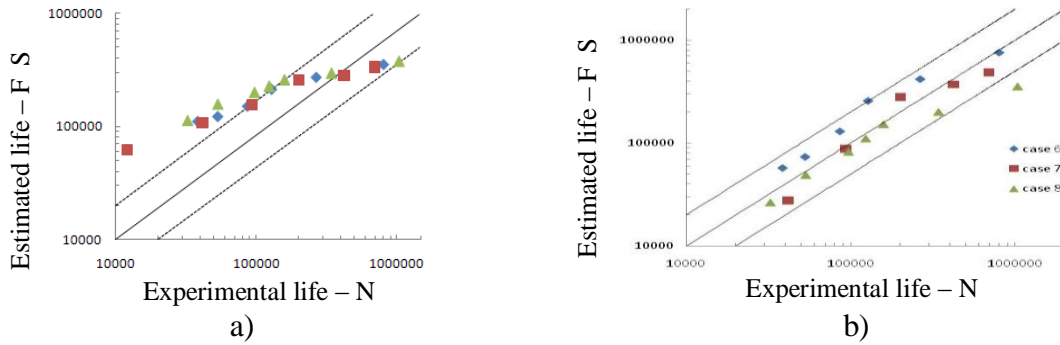 1000000
100000
10000
10000
100000
1000000
Estimated life – F S
Experimental life – N
a)
1000000
100000
10000
10000
100000
1000000
Estimated life – F S
Experimental life – N
case 6
case 7
case 8
b)